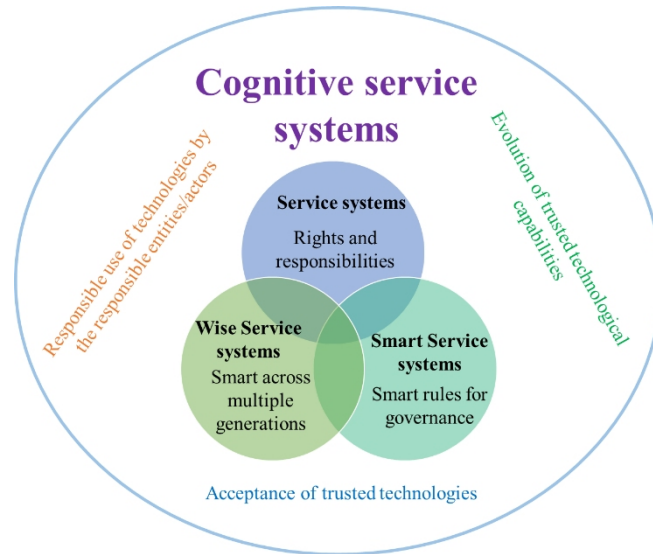 Cognitive service
systems
Responsible use of technologies by
the responsible entities/actors
Evolution of trusted technological
capabilities
Service systems
Rights and
responsibilities
Wise Service
systems
Smart across
multiple
generations
Smart Service
systems
Smart rules for
governance
Acceptance of trusted technologies